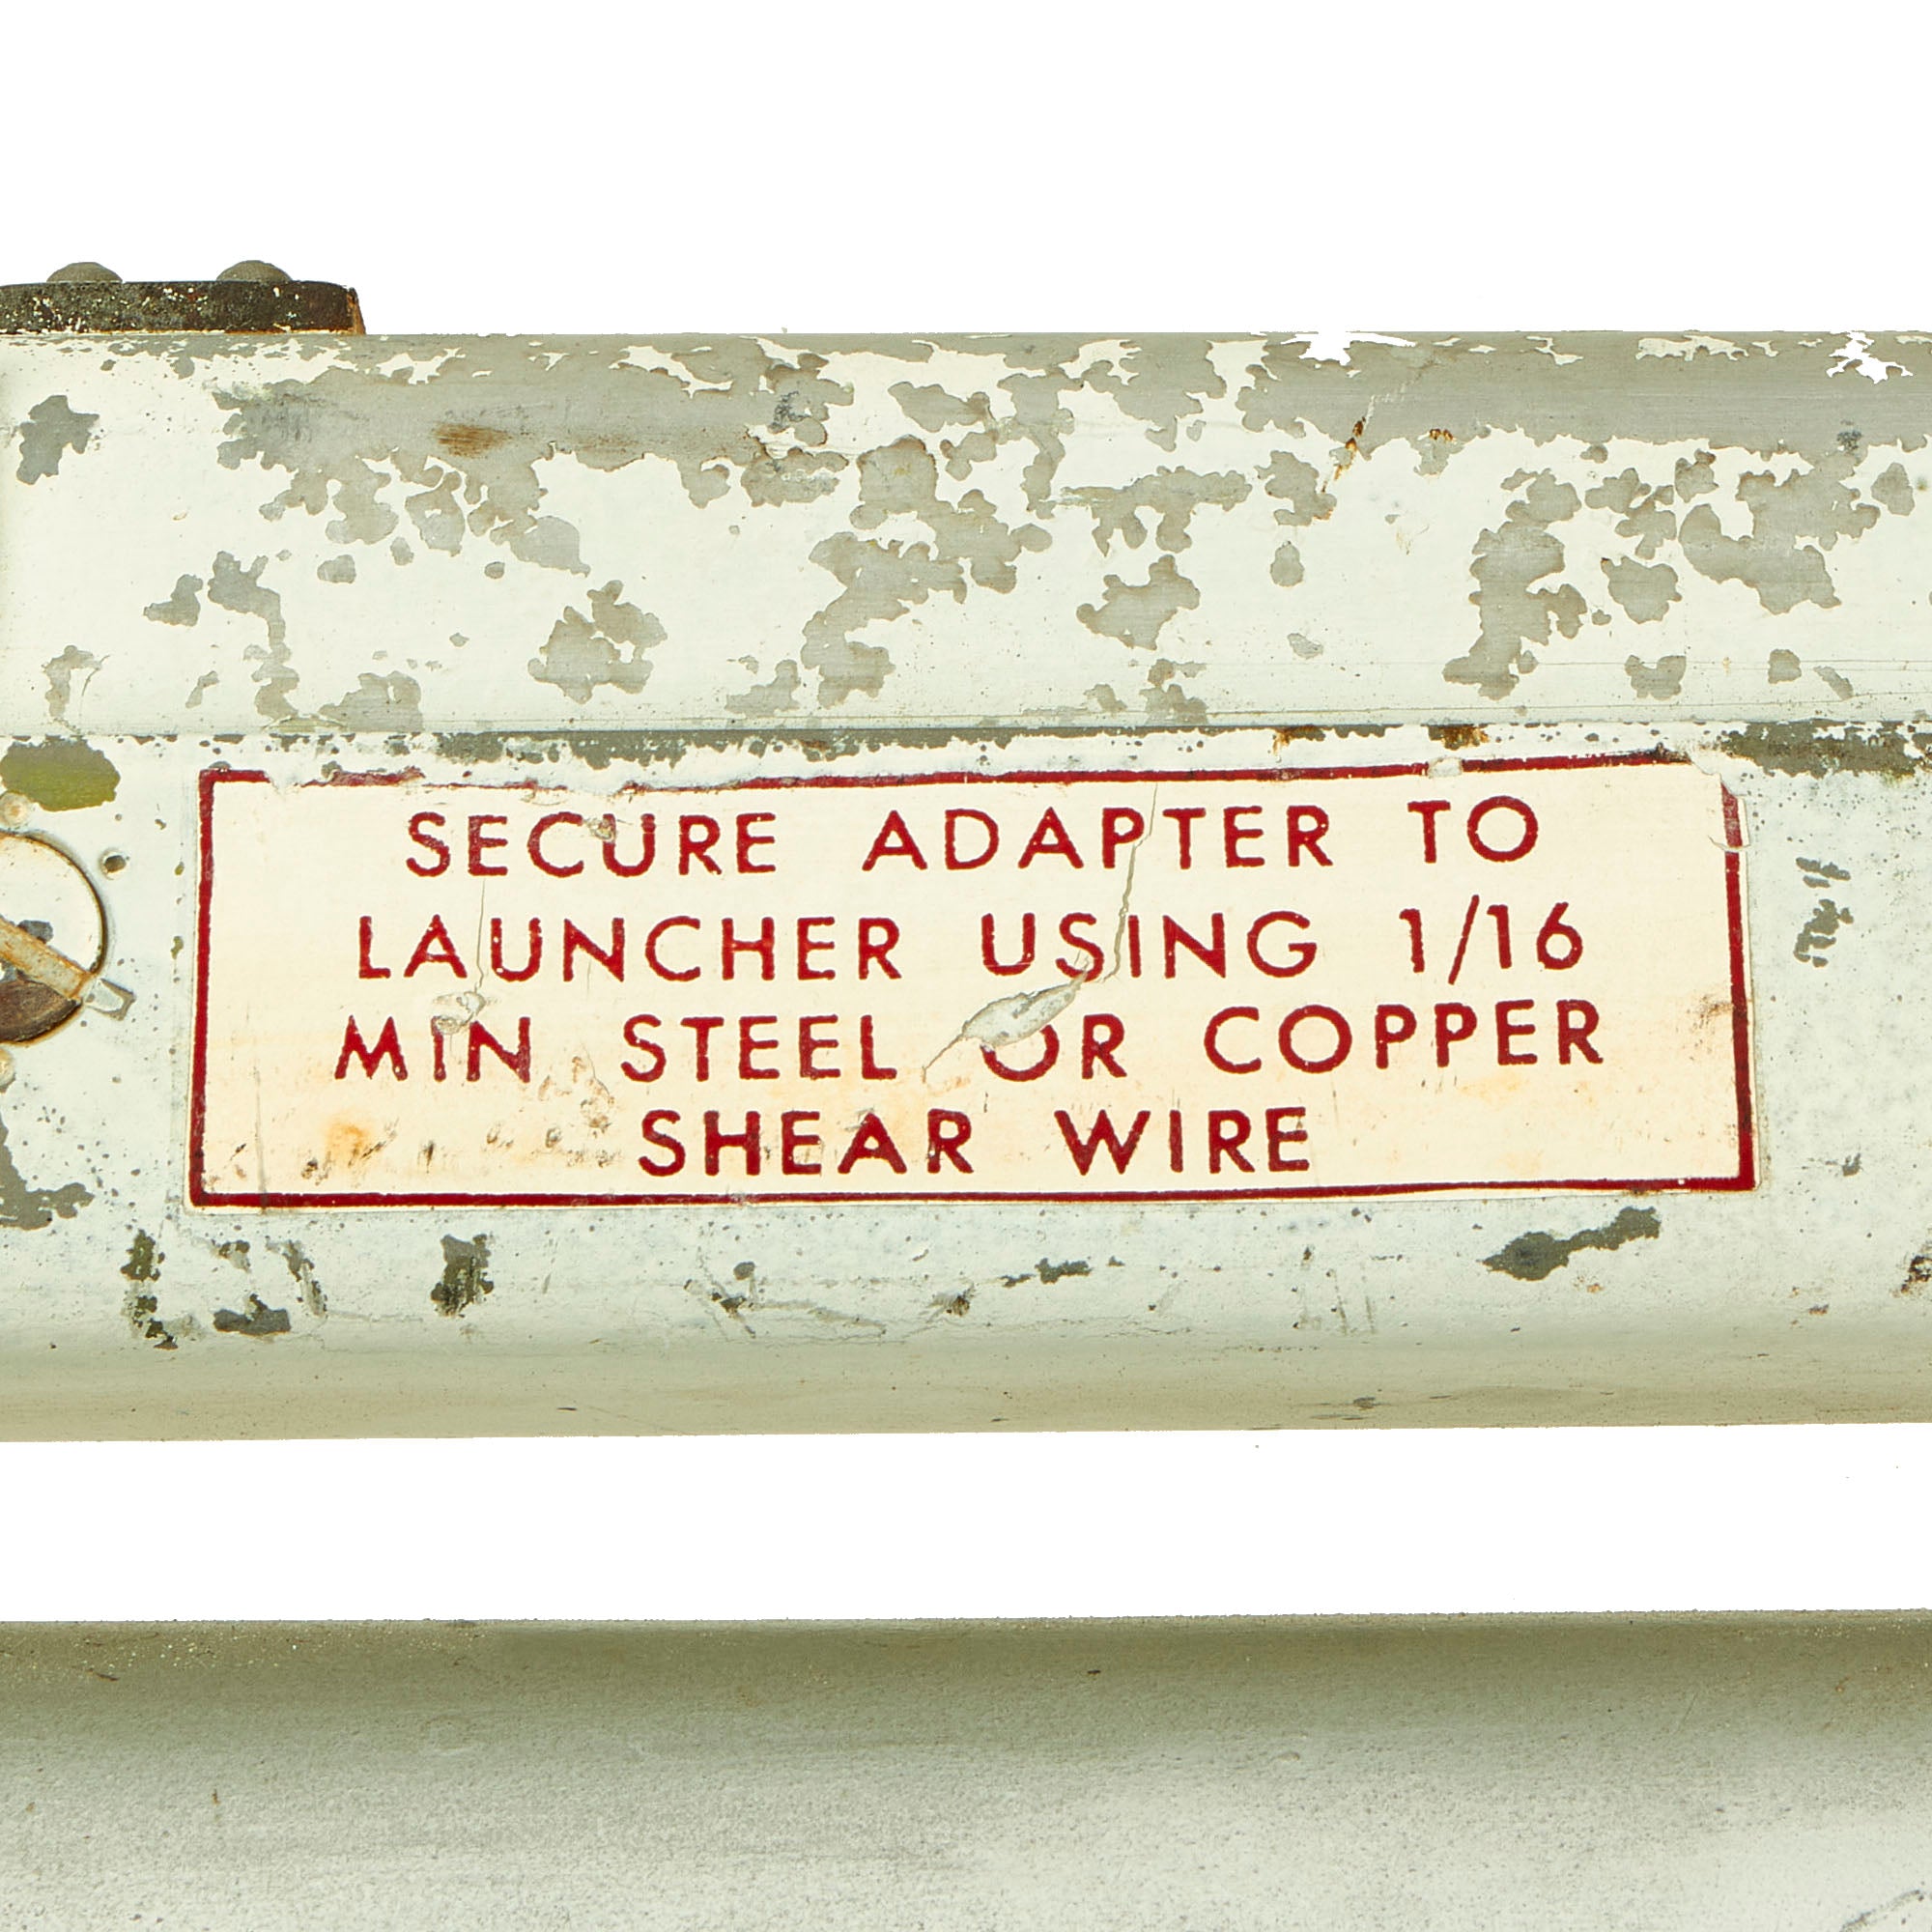 SECURE ADAPTER TO
LAUNCHER USING 1/16
MIN STEEL OR COPPER
SHEAR WIRE